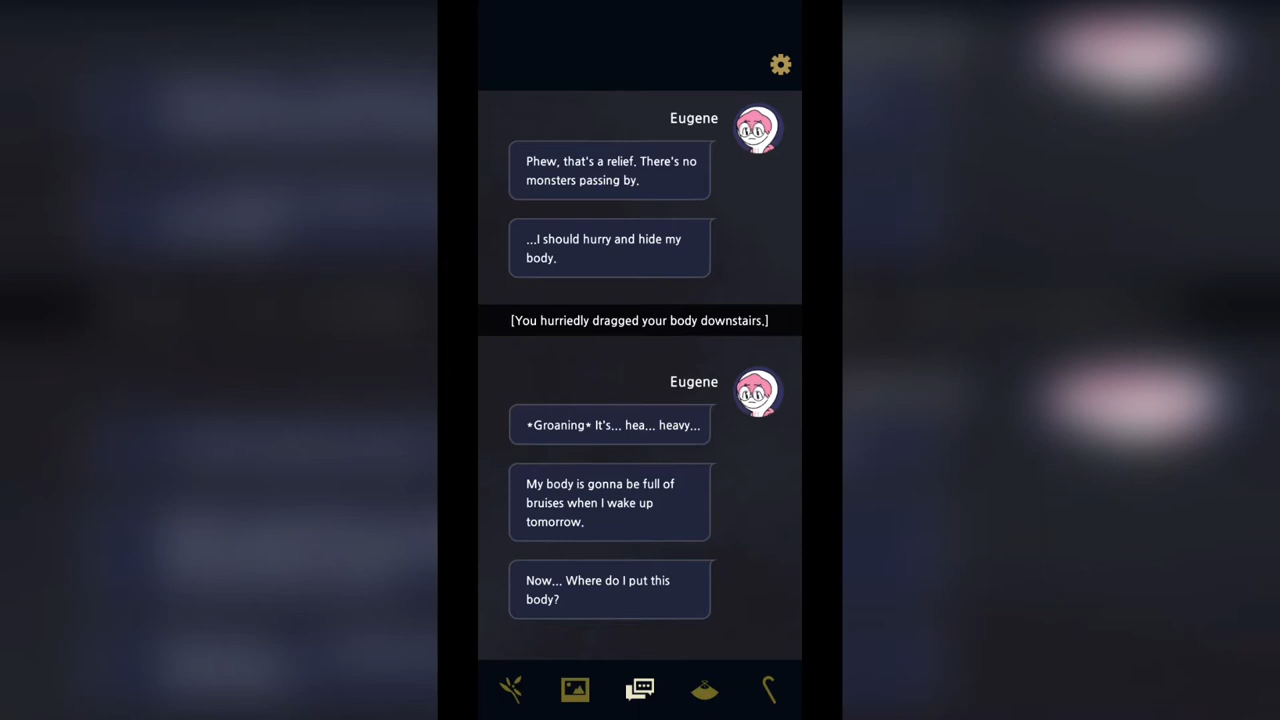 Eugene
Phew, that's a relief. There's no
monsters passing by.
...I should hurry and hide my
body.
[You hurriedly dragged your body downstairs.]
Eugene
*Groaning* It's... hea... heavy...
My body is gonna be full of
bruises when I wake up
tomorrow.
Now... Where do I put this
body?